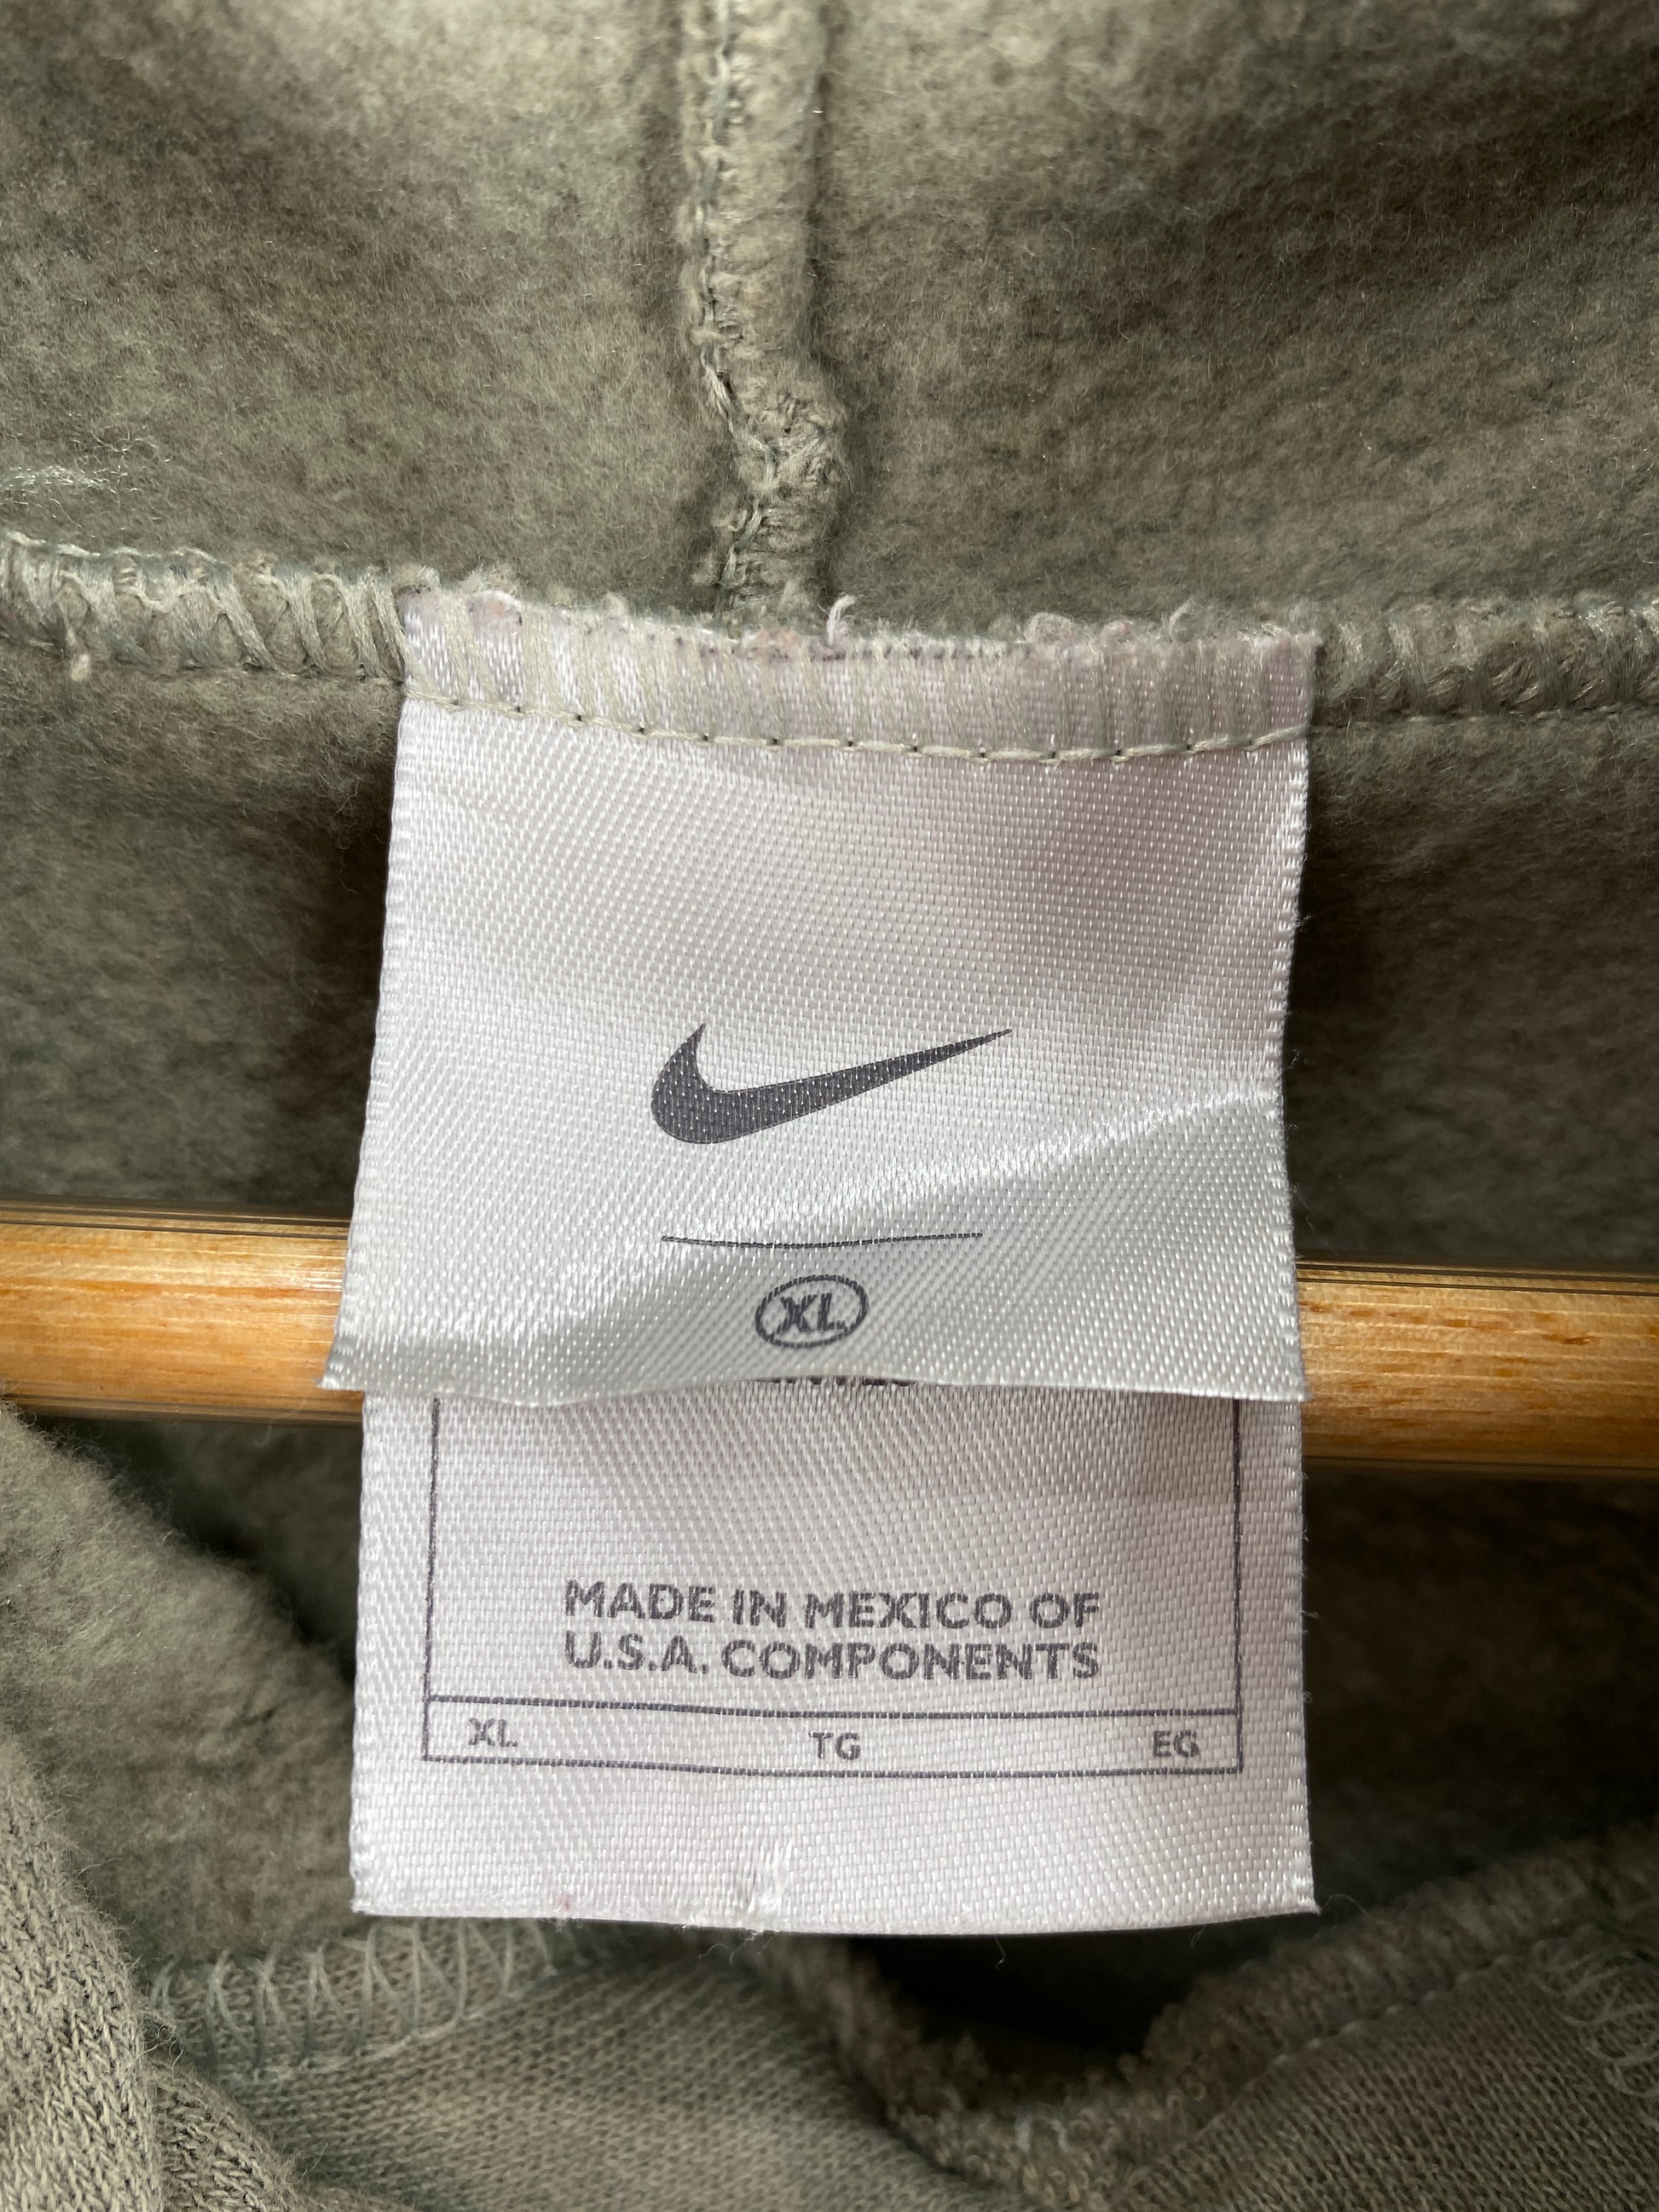 XL
MADE IN MEXICO OF
U.S.A. COMPONENTS
XL TG EG